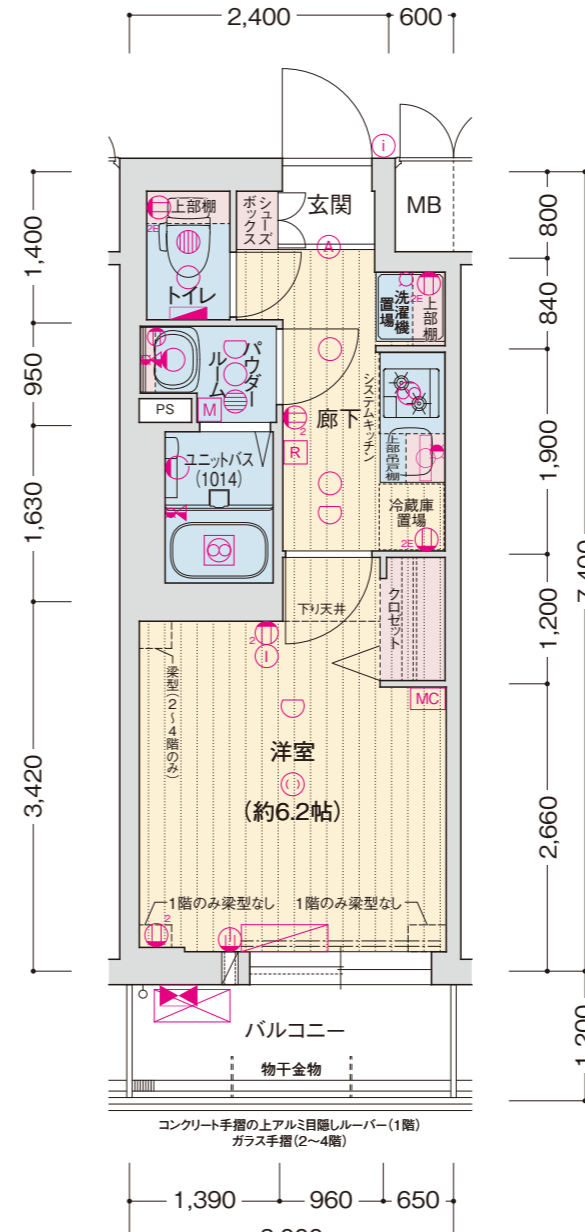 2,400
600
i
上部棚
2E
シューズ
ボックス
玄関
MB
A
トイレ
2E
洗濯機
置場
上部棚
1,400
800
840
パウダー
ルーム
廊下
システムキッチン
950
PS
M
2
R
上部吊戸棚
1,900
ユニットバス
(1014)
冷蔵庫
置場
2E
1,630
下り天井
クロゼット
1,200
2
梁型(2～4階のみ)
MC
洋室
(約6.2帖)
3,420
2,660
1階のみ梁型なし
1階のみ梁型なし
2
バルコニー
物干金物
コンクリート手摺の上アルミ目隠しルーバー(1階)
ガラス手摺(2～4階)
1,390
960
650